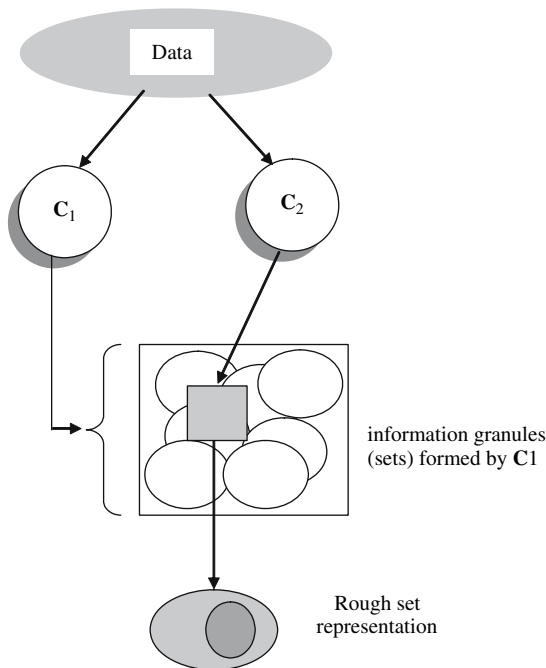 Data
C₁
C₂
information granules
(sets) formed by C1
Rough set
representation